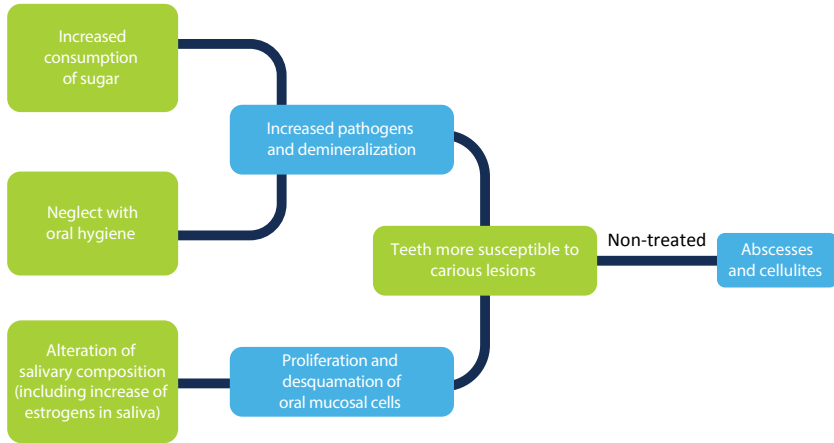 Increased
consumption
of sugar
Increased pathogens
and demineralization
Neglect with
oral hygiene
Teeth more susceptible to
carious lesions
Non-treated
Abscesses
and cellulites
Alteration of
salivary composition
(including increase of
estrogens in saliva)
Proliferation and
desquamation of
oral mucosal cells